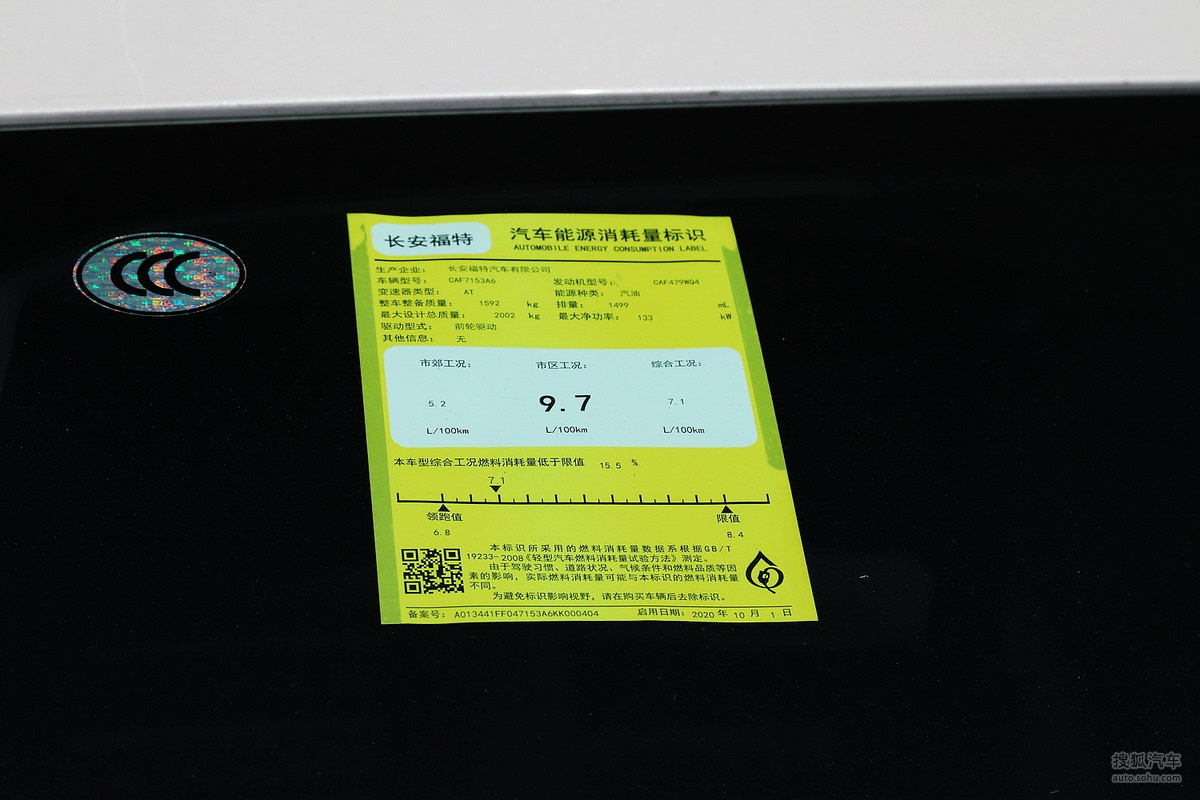 CCC
长安福特 汽车能源消耗量标识
AUTOMOBILE ENERGY CONSUMPTION LABEL
生产企业: 长安福特汽车有限公司
车辆型号: CAF7153A6 发动机型号: CAF479WQ4
变速器类型: AT 能源种类: 汽油
整车整备质量: 1592 kg 排量: 1499 mL
最大设计总质量: 2002 kg 最大净功率: 133 kW
驱动型式: 前轮驱动
其他信息: 无
市郊工况: 市区工况: 综合工况:
5.2 9.7 7.1
L/100km L/100km L/100km
本车型综合工况燃料消耗量低于限值 15.5 %
7.1
领跑值 限值
6.8 8.4
本标识所采用的燃料消耗量数据系根据GB/T
19233-2008《轻型汽车燃料消耗量试验方法》测定。
由于驾驶习惯、道路状况、气候条件和燃料品质等因
素的影响,实际燃料消耗量可能与本标识的燃料消耗量
不同。
为避免标识影响视野,请在购买车辆后去除标识。
备案号: A013441FF047153A6KK000404 启用日期: 2020 年 10 月 1 日
搜狐汽车
auto.sohu.com